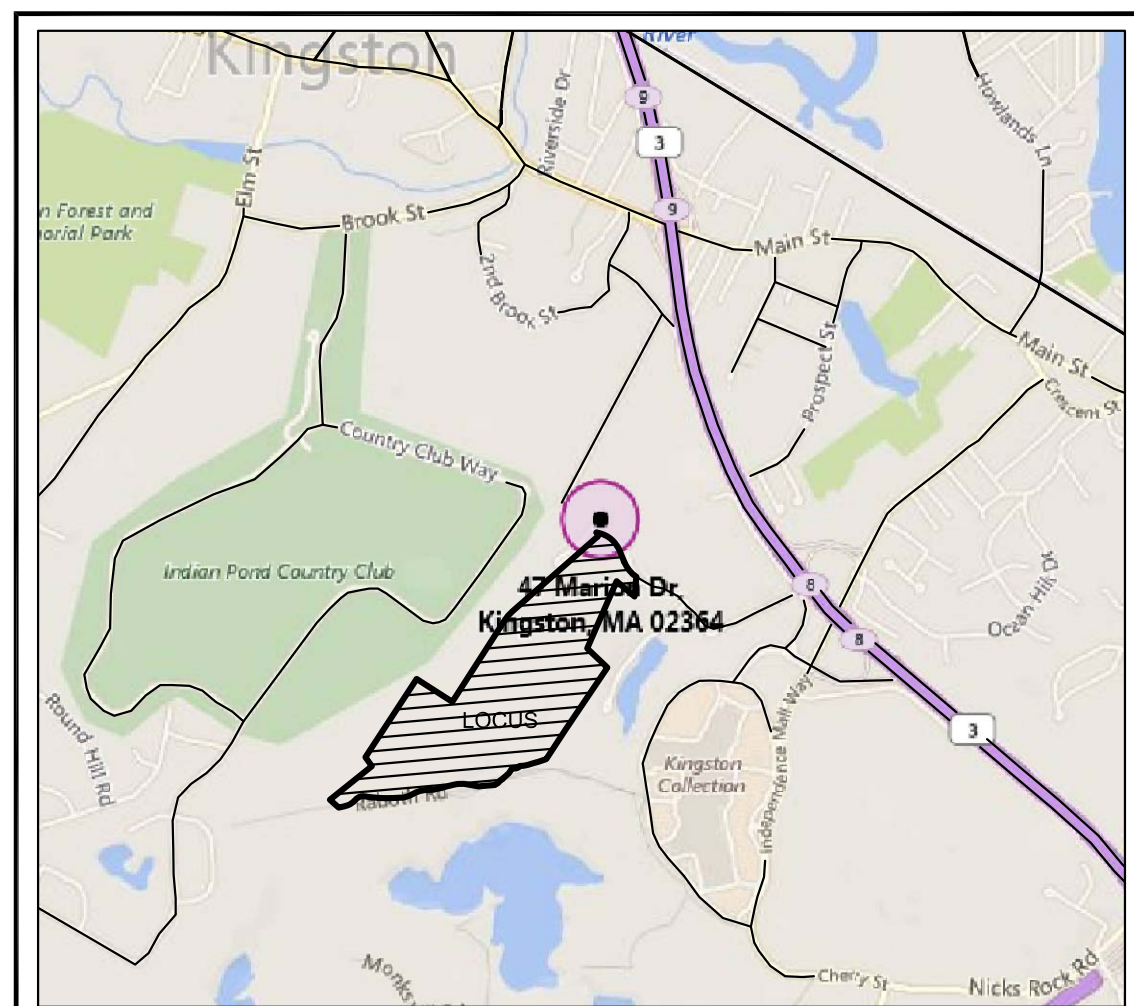 Kingston
River
3
9
Riverside Dr
Howlands Ln
Elm St
n Forest and
orial Park
Brook St
9
Main St
2nd Brook St
Prospect St
Main St
Crescent St
Country Club Way
Indian Pond Country Club
47 Marion Dr
Kingston, MA 02364
8
8
Ocean Hill Dr
LOCUS
Round Hill Rd
Raboth Rd
Kingston
Collection
Independence Mall Way
3
Monks
Cherry St
Nicks Rock Rd